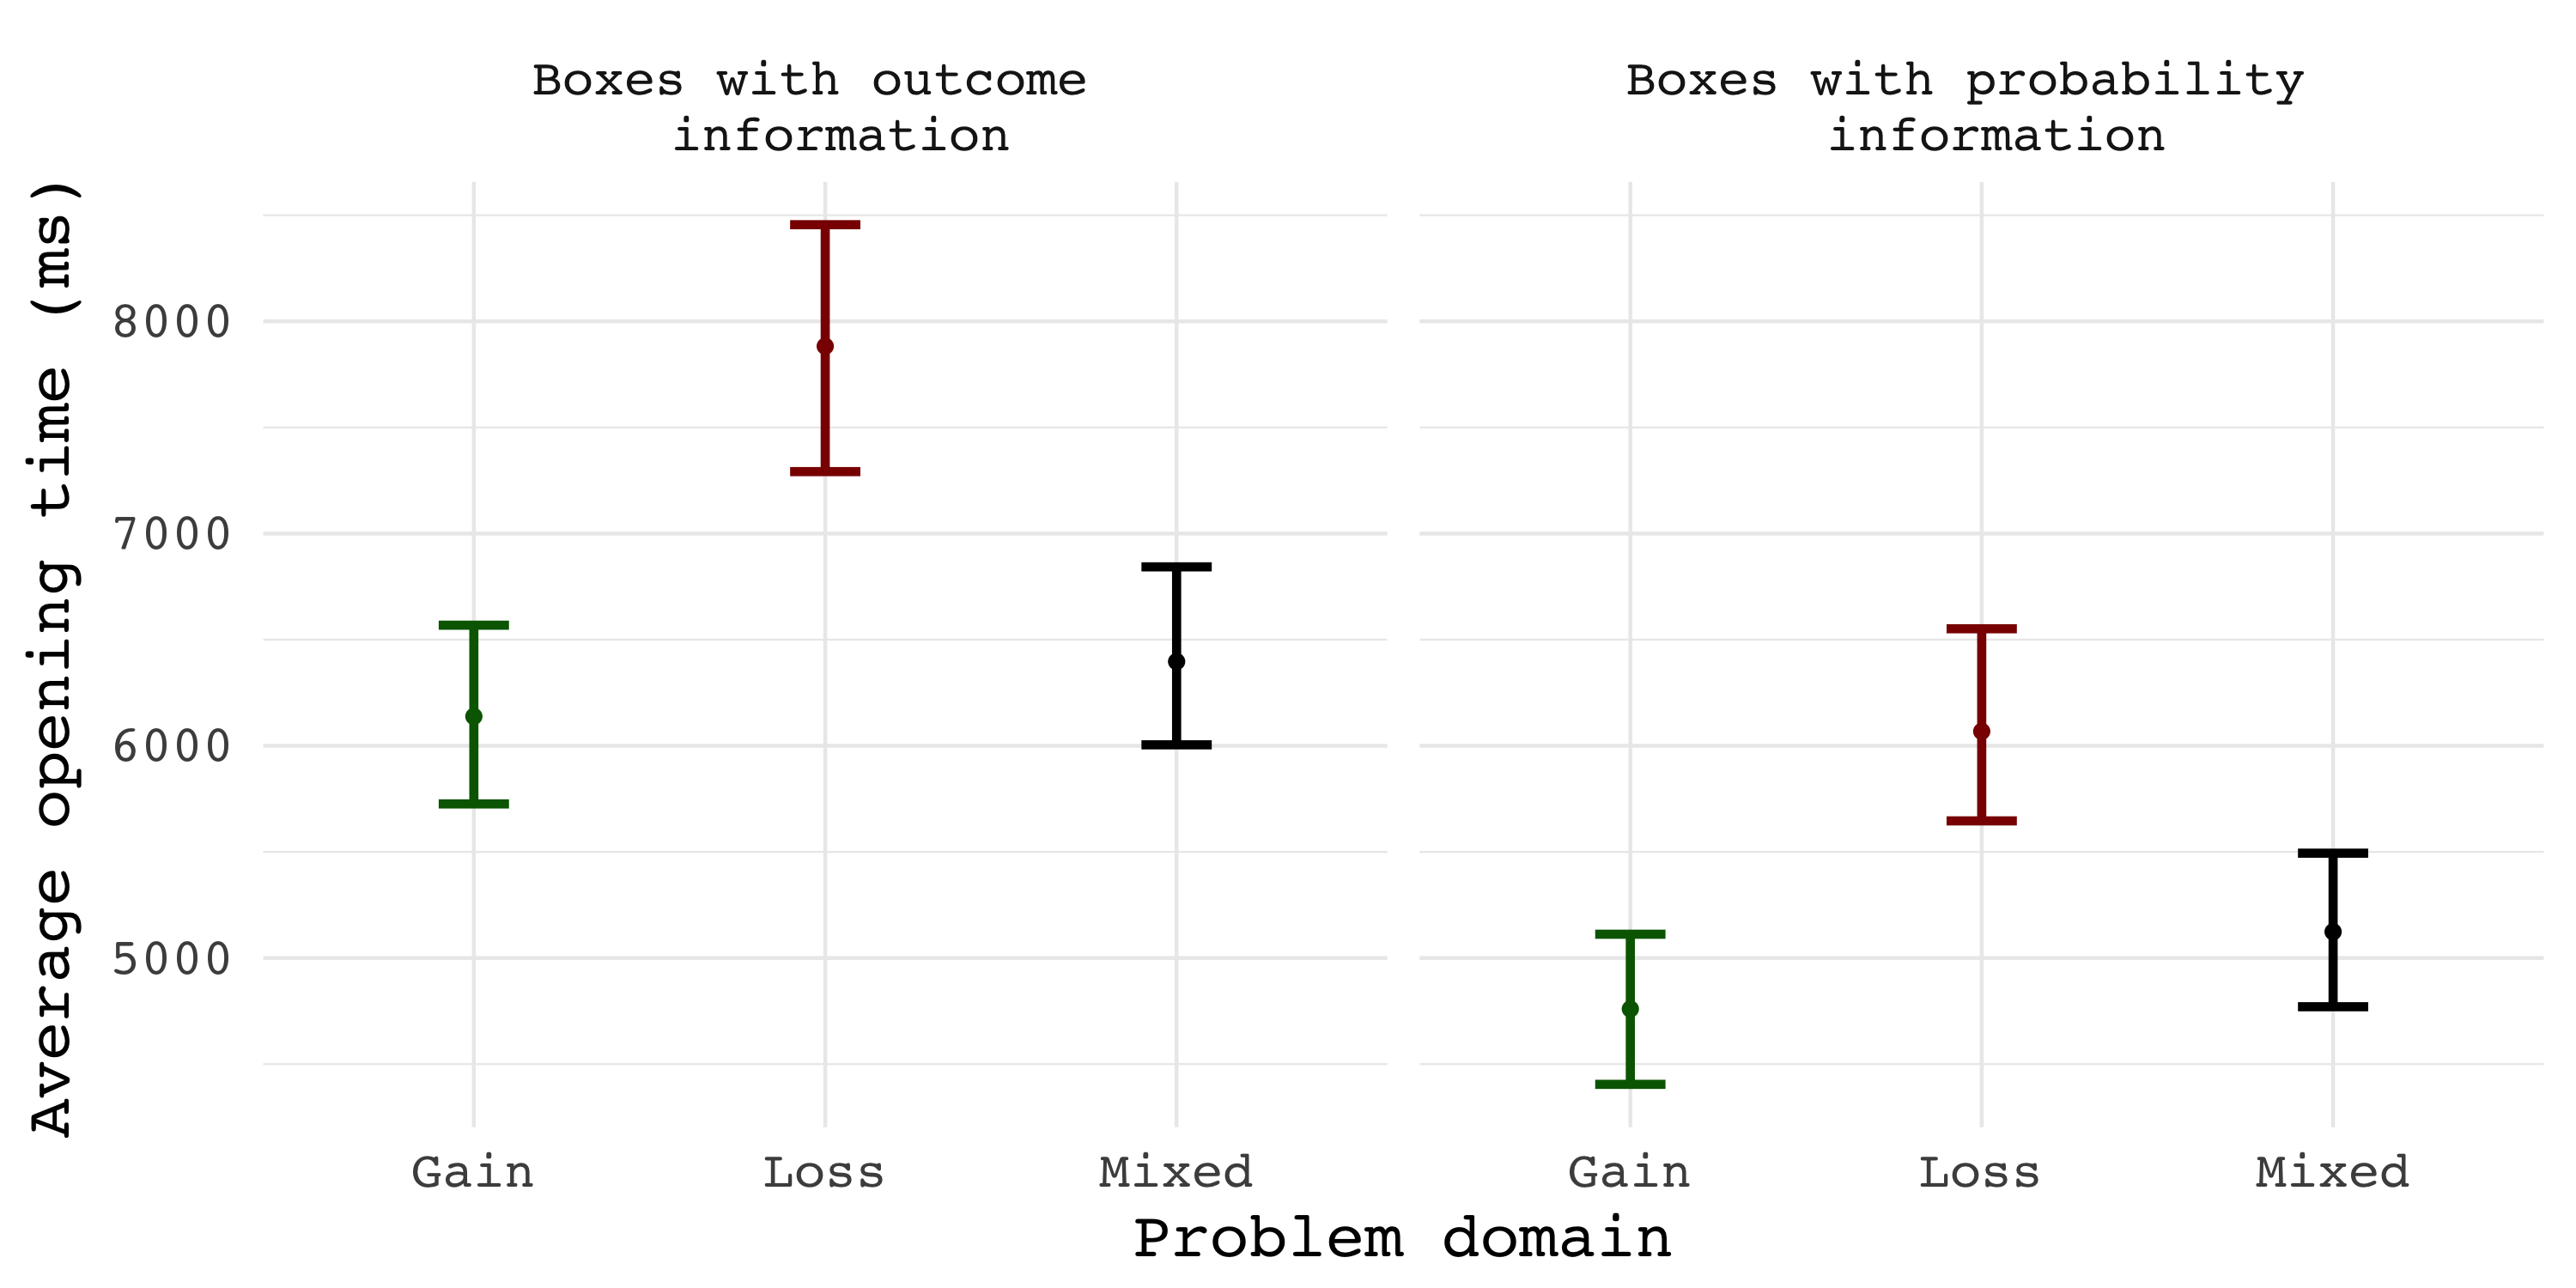 Boxes with outcome
information
Boxes with probability
information
Average opening time (ms)
8000
7000
6000
5000
Gain
Loss
Mixed
Gain
Loss
Mixed
Problem domain